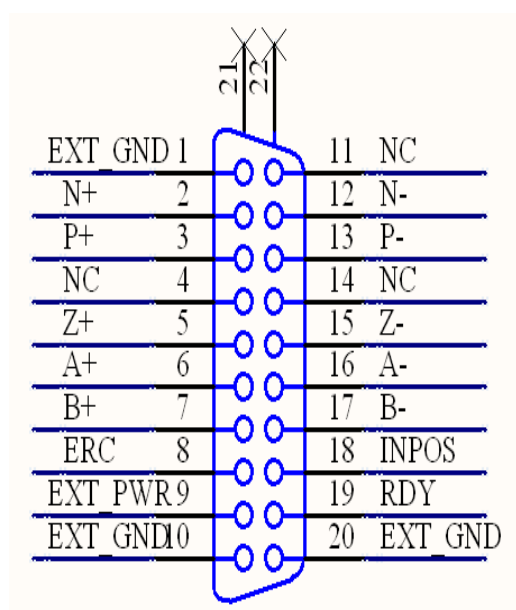 21 22
EXT_GND 1 11 NC
N+ 2 12 N-
P+ 3 13 P-
NC 4 14 NC
Z+ 5 15 Z-
A+ 6 16 A-
B+ 7 17 B-
ERC 8 18 INPOS
EXT_PWR 9 19 RDY
EXT_GND 10 20 EXT_GND